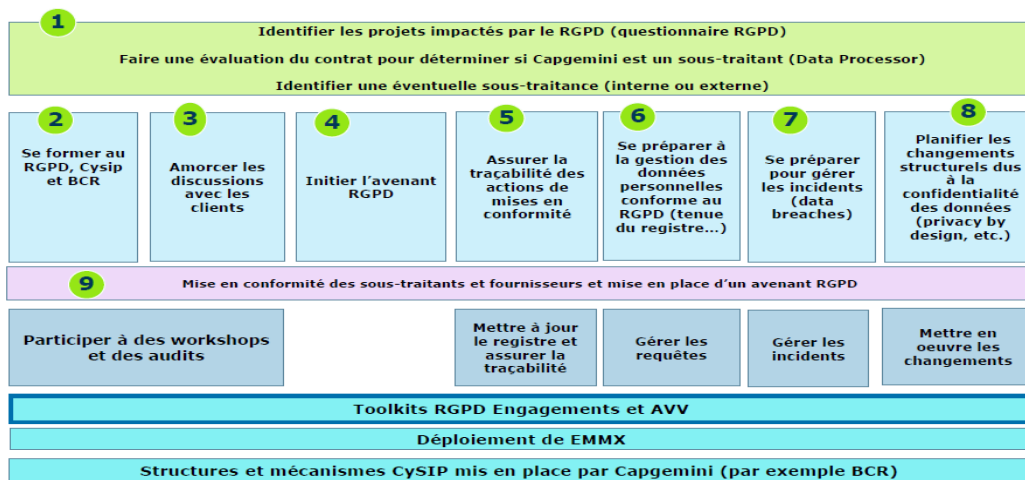 1
Identifier les projets impactés par le RGPD (questionnaire RGPD)
Faire une évaluation du contrat pour déterminer si Capgemini est un sous-traitant (Data Processor)
Identifier une éventuelle sous-traitance (interne ou externe)
2
Se former au
RGPD, Cysip
et BCR
3
Amorcer les
discussions
avec les
clients
4
Initier l'avenant
RGPD
5
Assurer la
traçabilité des
actions de
mises en
conformité
6
Se préparer à
la gestion des
données
personnelles
conforme au
RGPD (tenue
du registre...)
7
Se préparer
pour gérer
les incidents
(data
breaches)
8
Planifier les
changements
structurels dus
à la
confidentialité
des données
(privacy by
design, etc.)
9
Mise en conformité des sous-traitants et fournisseurs et mise en place d'un avenant RGPD
Participer à des workshops
et des audits
Mettre à jour
le registre et
assurer la
traçabilité
Gérer les
requêtes
Gérer les
incidents
Mettre en
oeuvre les
changements
Toolkits RGPD Engagements et AVV
Déploiement de EMMX
Structures et mécanismes CySIP mis en place par Capgemini (par exemple BCR)